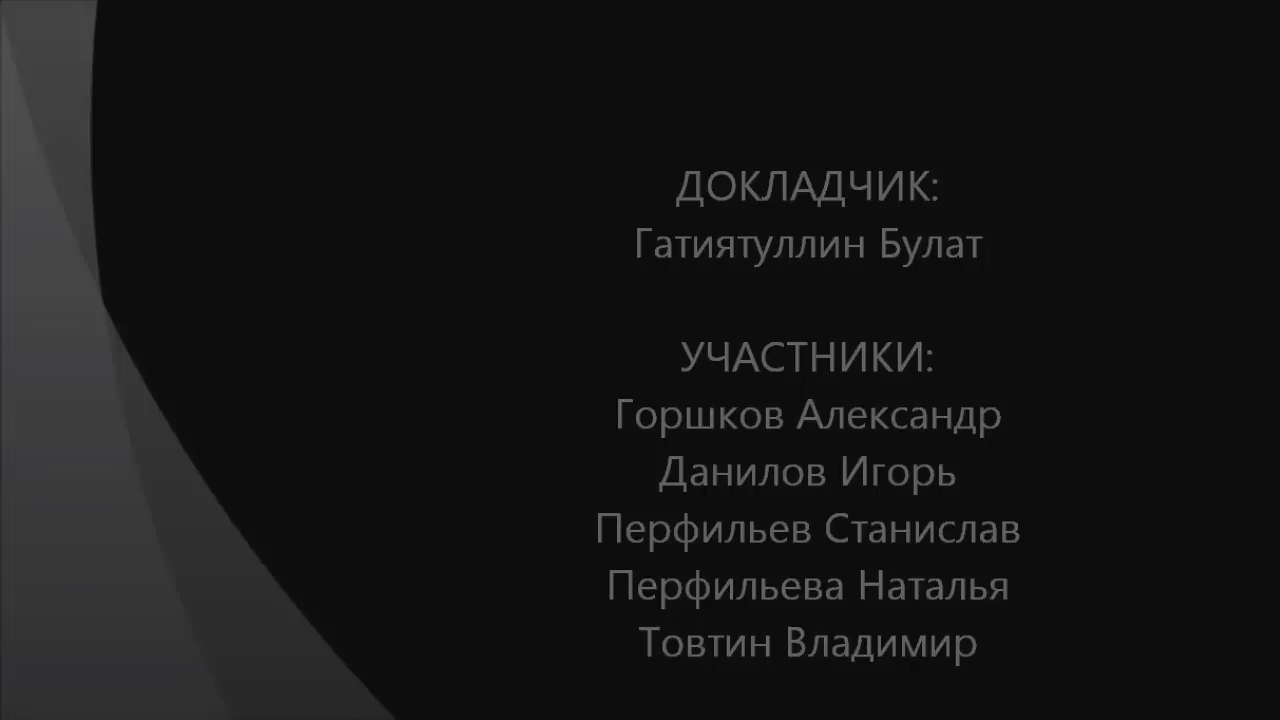 ДОКЛАДЧИК:
Гатиятуллин Булат
УЧАСТНИКИ:
Горшков Александр
Данилов Игорь
Перфильев Станислав
Перфильева Наталья
Товтин Владимир